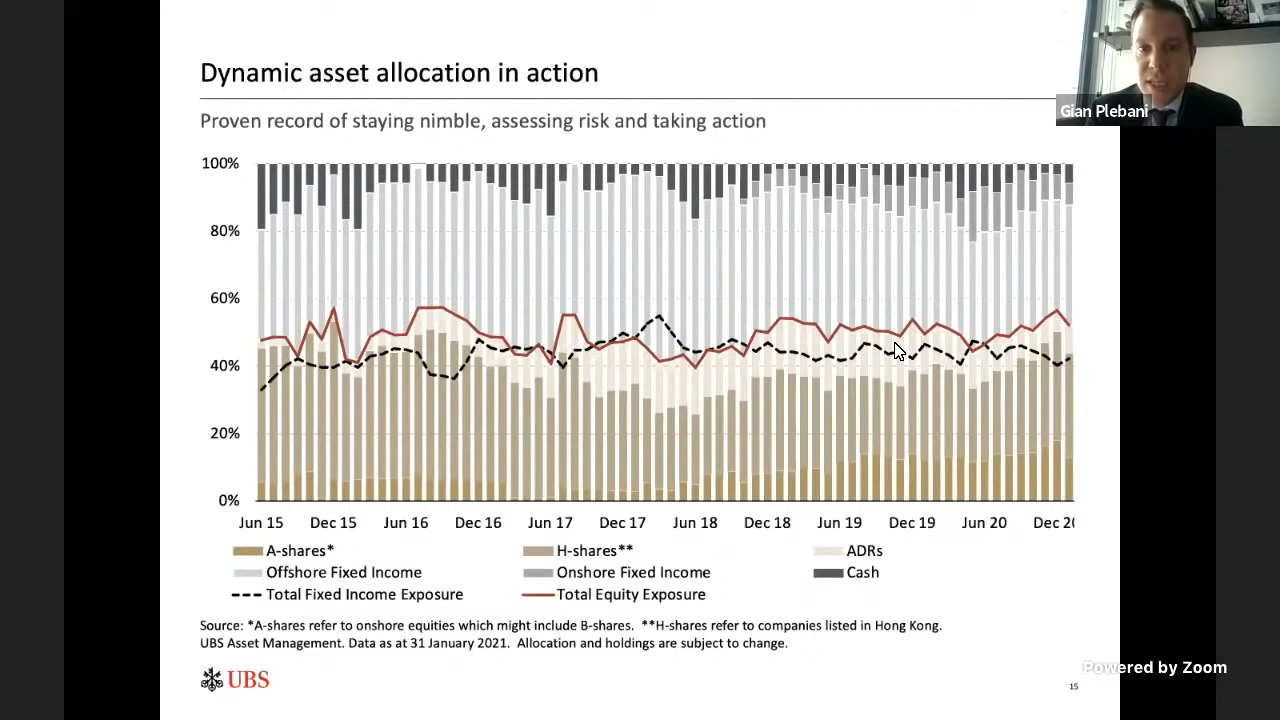 Dynamic asset allocation in action
Gian Plebani
Proven record of staying nimble, assessing risk and taking action
100%
80%
60%
40%
20%
0%
Jun 15 Dec 15 Jun 16 Dec 16 Jun 17 Dec 17 Jun 18 Dec 18 Jun 19 Dec 19 Jun 20 Dec 20
A-shares* H-shares** ADRs
Offshore Fixed Income Onshore Fixed Income Cash
Total Fixed Income Exposure Total Equity Exposure
Source: *A-shares refer to onshore equities which might include B-shares. **H-shares refer to companies listed in Hong Kong.
UBS Asset Management. Data as at 31 January 2021. Allocation and holdings are subject to change.
Powered by Zoom
UBS
15